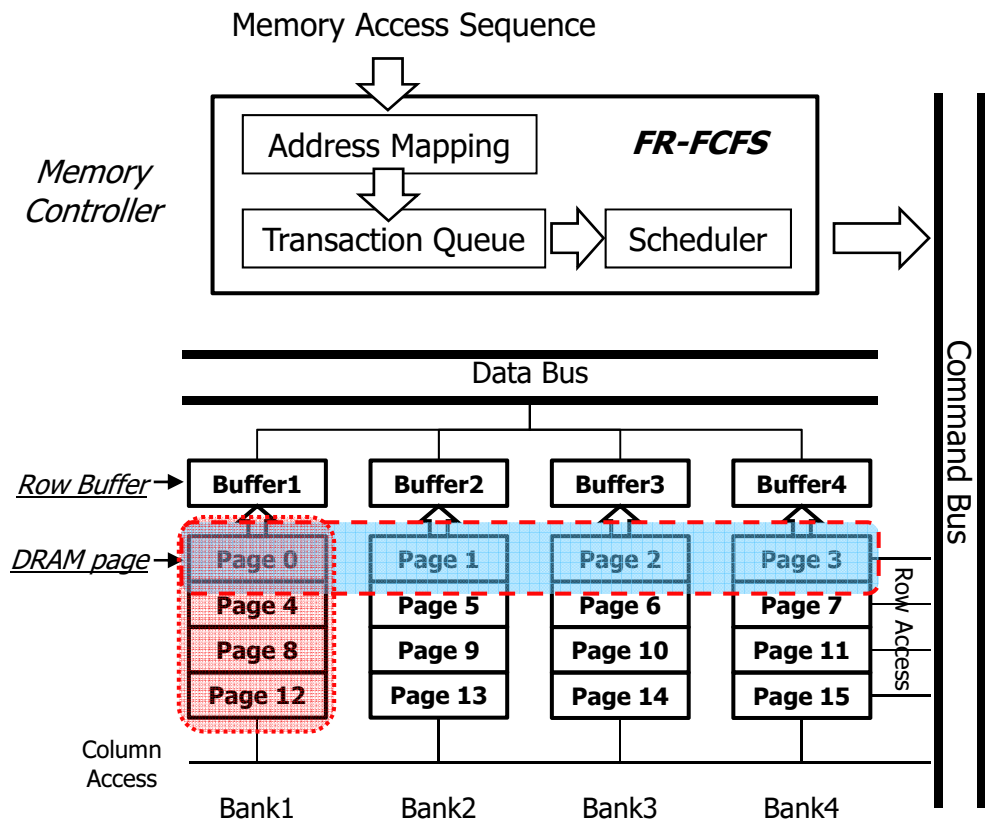 Memory Access Sequence
Memory
Controller
Address Mapping
FR-FCFS
Transaction Queue
Scheduler
Command Bus
Data Bus
Row Buffer
Buffer1
Buffer2
Buffer3
Buffer4
DRAM page
Page 0
Page 1
Page 2
Page 3
Page 4
Page 5
Page 6
Page 7
Row Access
Page 8
Page 9
Page 10
Page 11
Page 12
Page 13
Page 14
Page 15
Column
Access
Bank1
Bank2
Bank3
Bank4